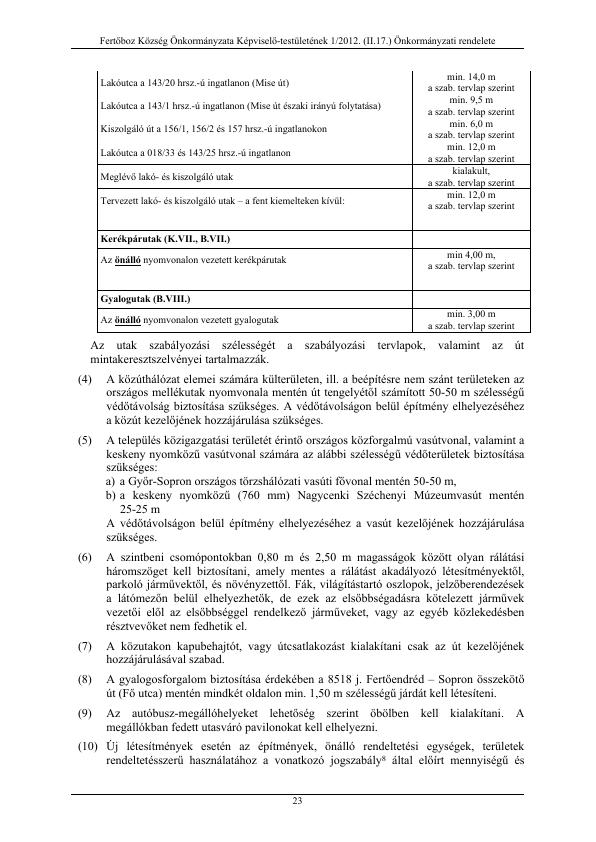 Fertőboz Község Önkormányzata Képviselő-testületének 1/2012. (II.17.) Önkormányzati rendelete
Lakóutca a 143/20 hrsz.-ú ingatlanon (Mise út)
min. 14,0 m
a szab. tervlap szerint
Lakóutca a 143/1 hrsz.-ú ingatlanon (Mise út északi irányú folytatása)
min. 9,5 m
a szab. tervlap szerint
Kiszolgáló út a 156/1, 156/2 és 157 hrsz.-ú ingatlanokon
min. 6,0 m
a szab. tervlap szerint
Lakóutca a 018/33 és 143/25 hrsz.-ú ingatlanon
min. 12,0 m
a szab. tervlap szerint
Meglévő lakó- és kiszolgáló utak
kialakult,
a szab. tervlap szerint
Tervezett lakó- és kiszolgáló utak – a fent kiemelteken kívül:
min. 12,0 m
a szab. tervlap szerint
Kerékpárutak (K.VII., B.VII.)
Az önálló nyomvonalon vezetett kerékpárutak
min 4,00 m,
a szab. tervlap szerint
Gyalogutak (B.VIII.)
Az önálló nyomvonalon vezetett gyalogutak
min. 3,00 m
a szab. tervlap szerint
Az utak szabályozási szélességét a szabályozási tervlapok, valamint az út
mintakeresztszelvényei tartalmazzák.
(4) A közúthálózat elemei számára külterületen, ill. a beépítésre nem szánt területeken az
országos mellékutak nyomvonala mentén út tengelyétől számított 50-50 m szélességű
védőtávolság biztosítása szükséges. A védőtávolságon belül építmény elhelyezéséhez
a közút kezelőjének hozzájárulása szükséges.
(5) A település közigazgatási területét érintő országos közforgalmú vasútvonal, valamint a
keskeny nyomközű vasútvonal számára az alábbi szélességű védőterületek biztosítása
szükséges:
a) a Győr-Sopron országos törzshálózati vasúti fővonal mentén 50-50 m,
b) a keskeny nyomközű (760 mm) Nagycenki Széchenyi Múzeumvasút mentén
25-25 m
A védőtávolságon belül építmény elhelyezéséhez a vasút kezelőjének hozzájárulása
szükséges.
(6) A szintbeni csomópontokban 0,80 m és 2,50 m magasságok között olyan rálátási
háromszöget kell biztosítani, amely mentes a rálátást akadályozó létesítményektől,
parkoló járművektől, és növényzettől. Fák, világítástartó oszlopok, jelzőberendezések
a látómezőn belül elhelyezhetők, de ezek az elsőbbségadásra kötelezett járművek
vezetői elől az elsőbbséggel rendelkező járműveket, vagy az egyéb közlekedésben
résztvevőket nem fedhetik el.
(7) A közutakon kapubehajtót, vagy útcsatlakozást kialakítani csak az út kezelőjének
hozzájárulásával szabad.
(8) A gyalogosforgalom biztosítása érdekében a 8518 j. Fertőendréd – Sopron összekötő
út (Fő utca) mentén mindkét oldalon min. 1,50 m szélességű járdát kell létesíteni.
(9) Az autóbusz-megállóhelyeket lehetőség szerint öbölben kell kialakítani. A
megállókban fedett utasváró pavilonokat kell elhelyezni.
(10) Új létesítmények esetén az építmények, önálló rendeltetési egységek, területek
rendeltetésszerű használatához a vonatkozó jogszabály⁸ által előírt mennyiségű és
23